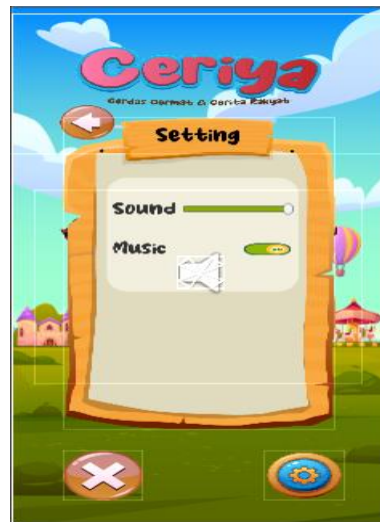 Ceriya
Cerdas Cermat & Cerita Rakyat
Setting
Sound
Music